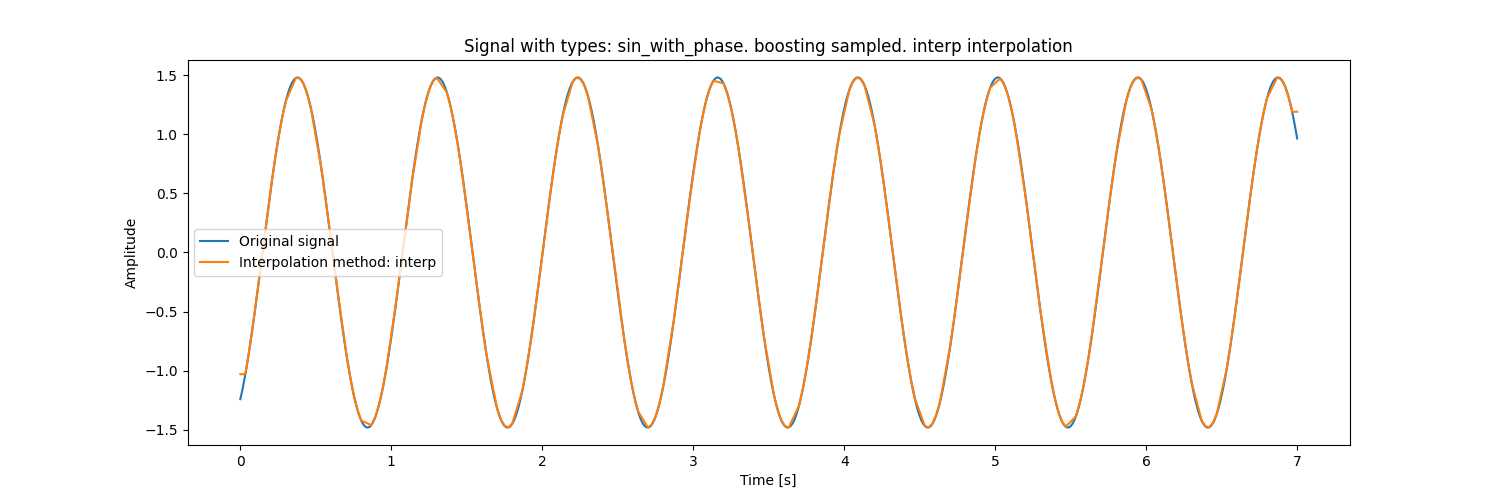 Signal with types: sin_with_phase. boosting sampled. interp interpolation
1.5
1.0
0.5
0.0
−0.5
−1.0
−1.5
Amplitude
Original signal
Interpolation method: interp
0 1 2 3 4 5 6 7
Time [s]